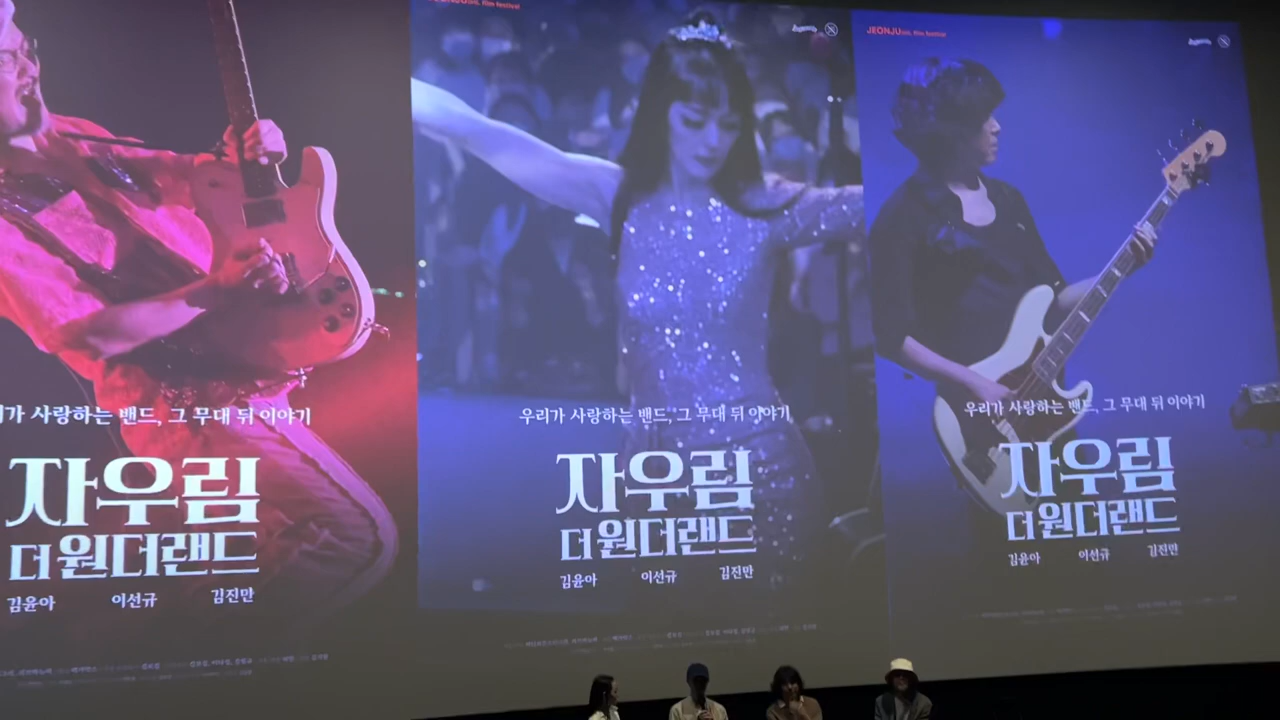 film festival
가 사랑하는 밴드, 그 무대 뒤 이야기
자우림
더 원더랜드
김윤아 이선규 김진만
우리가 사랑하는 밴드, 그 무대 뒤 이야기
자우림
더 원더랜드
김윤아 이선규 김진만
JEONJU intl. film festival
우리가 사랑하는 밴드, 그 무대 뒤 이야기
자우림
더 원더랜드
김윤아 이선규 김진만